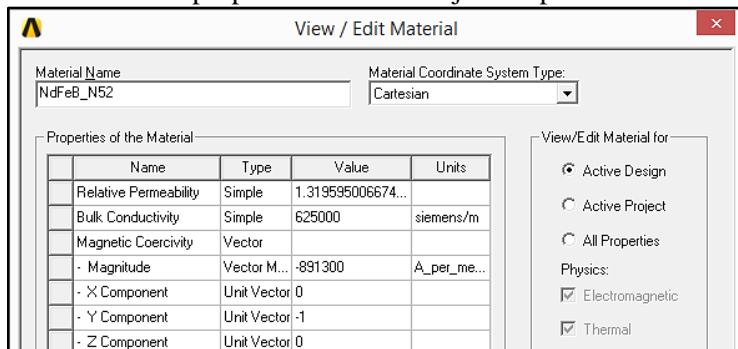 View / Edit Material
Material Name
Material Coordinate System Type:
NdFeB_N52
Cartesian
Properties of the Material
View/Edit Material for
Name Type Value Units
Relative Permeability Simple 1.319595006674...
Bulk Conductivity Simple 625000 siemens/m
Magnetic Coercivity Vector
- Magnitude Vector M... -891300 A_per_me...
- X Component Unit Vector 0
- Y Component Unit Vector -1
- Z Component Unit Vector 0
Active Design
Active Project
All Properties
Physics:
Electromagnetic
Thermal